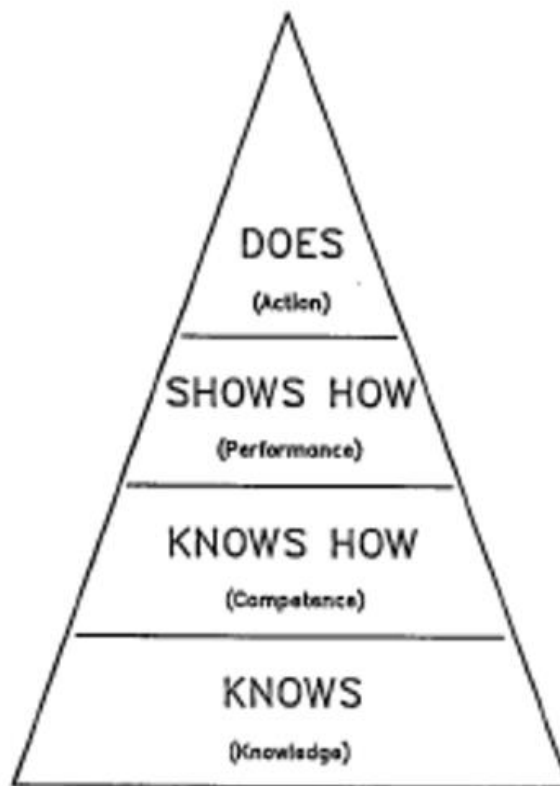 DOES
(Action)
SHOWS HOW
(Performance)
KNOWS HOW
(Competence)
KNOWS
(Knowledge)